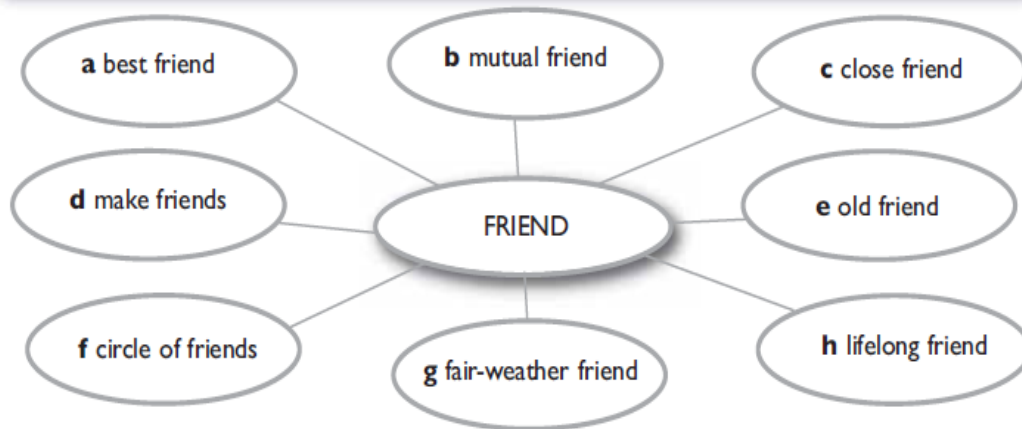 a best friend
b mutual friend
c close friend
d make friends
FRIEND
e old friend
f circle of friends
g fair-weather friend
h lifelong friend